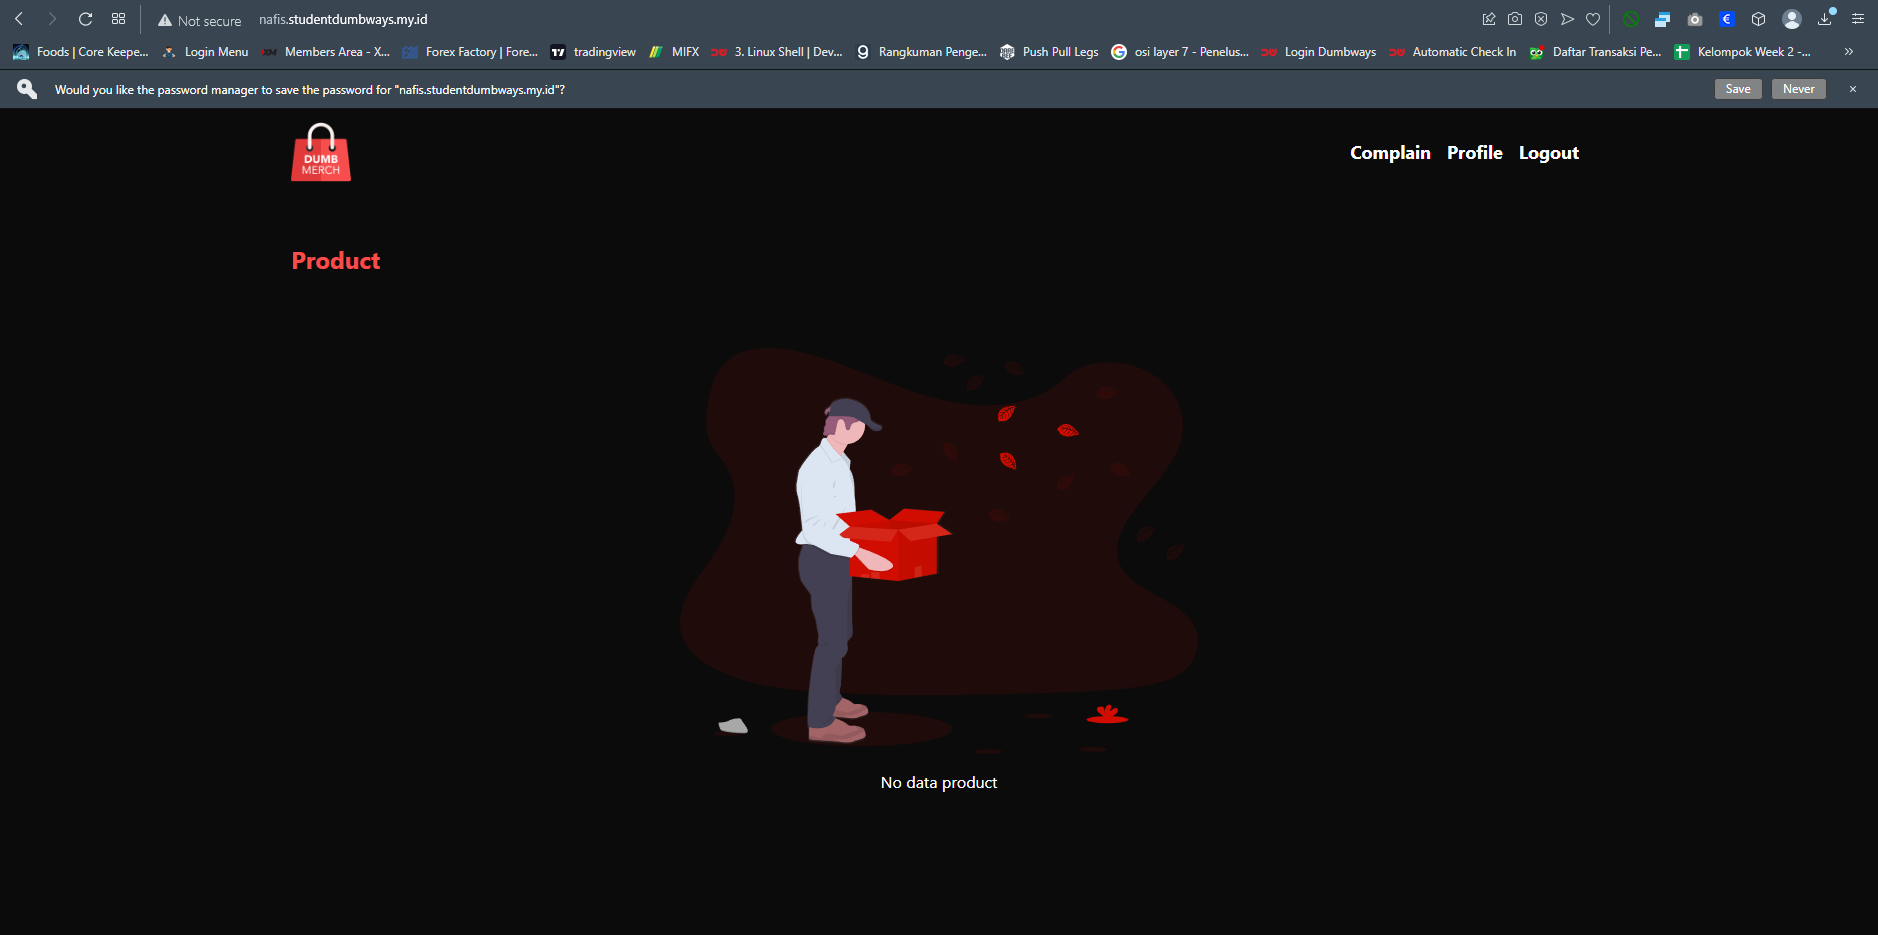 Not secure nafis.studentdumbways.my.id
Foods | Core Keepe... Login Menu XM Members Area - X... Forex Factory | Fore... tradingview MIFX 3. Linux Shell | Dev... Rangkuman Penge... Push Pull Legs osi layer 7 - Penelus... Login Dumbways Automatic Check In Daftar Transaksi Pe... Kelompok Week 2 -... »
Would you like the password manager to save the password for "nafis.studentdumbways.my.id"? Save Never
DUMB
MERCH
Complain Profile Logout
Product
No data product